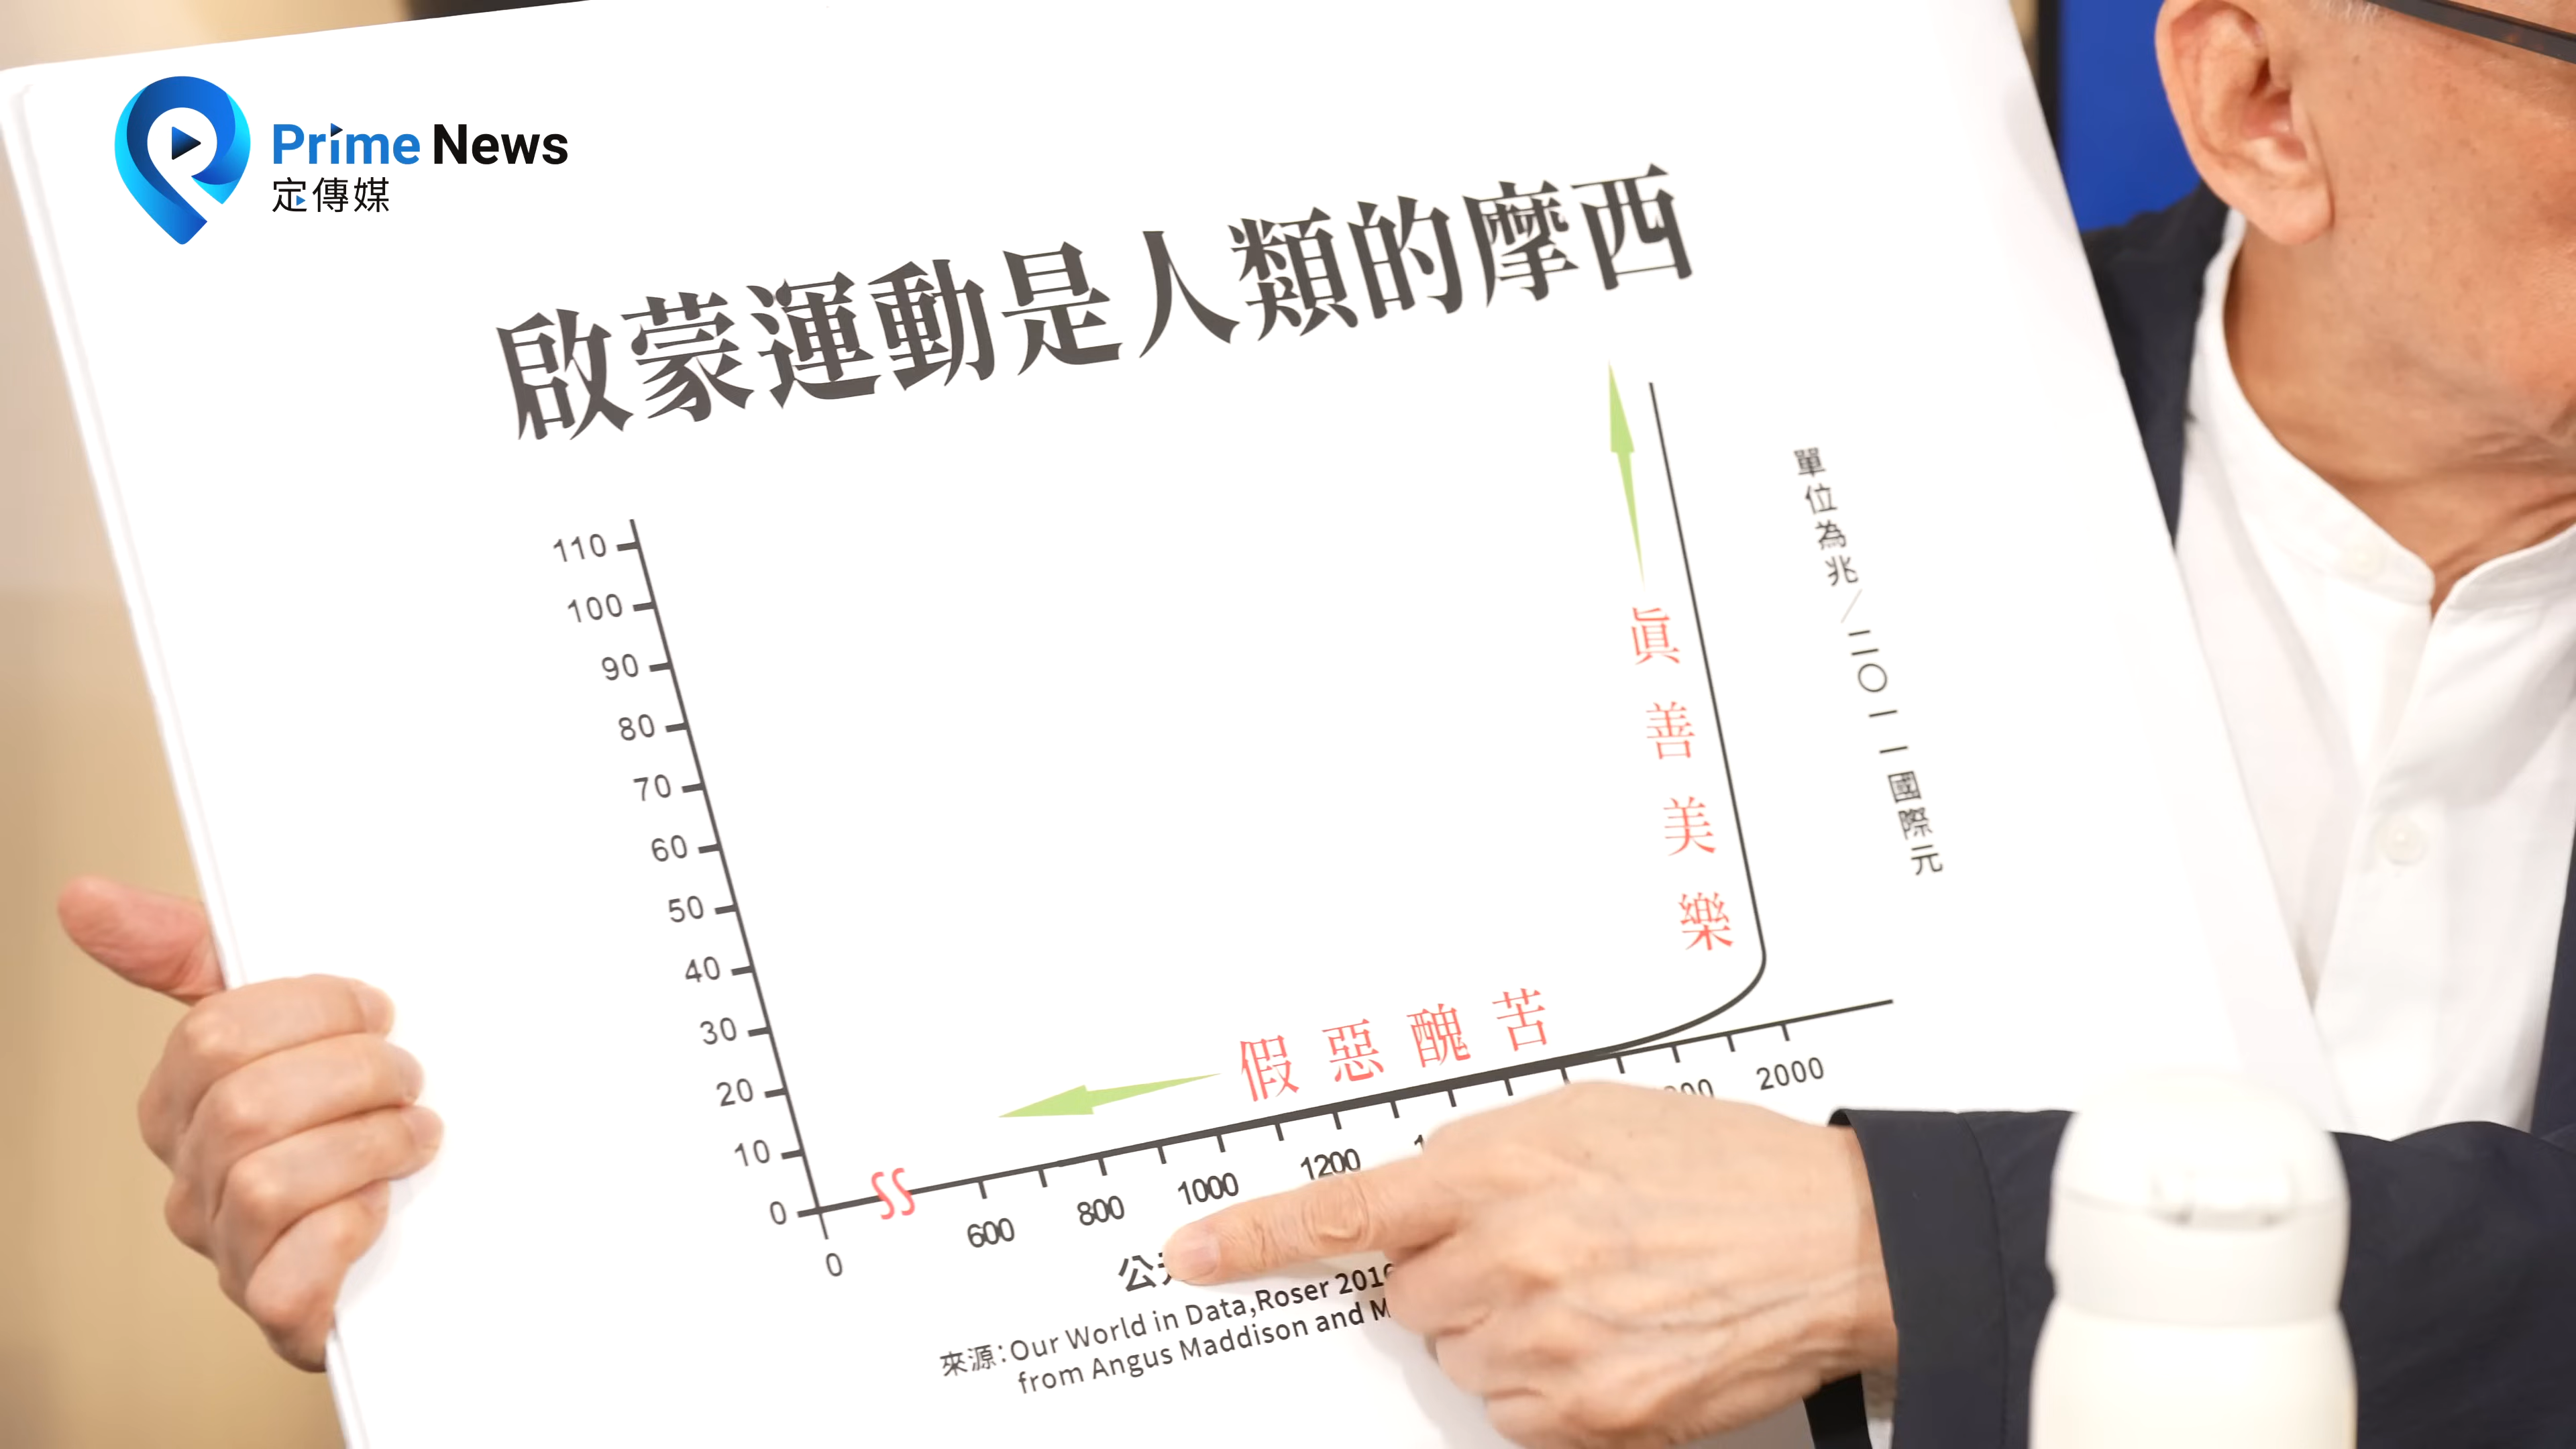 Prime News
定傳媒
啟蒙運動是人類的摩西
單位為兆／二〇一一國際元
110
100
90
80
70
60
50
40
30
20
10
0
眞善美樂
假惡醜苦
0 600 800 1000 1200 2000
公
來源：Our World in Data,Roser
from Angus Maddison and